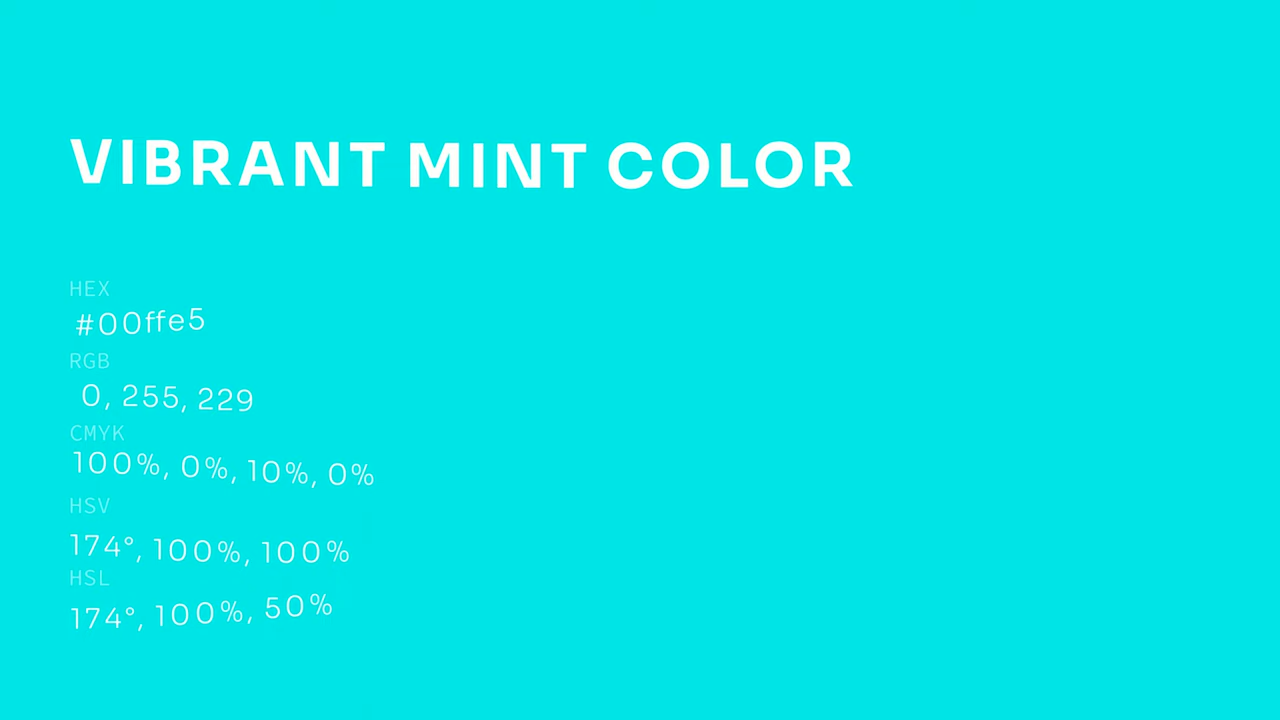 VIBRANT MINT COLOR
HEX
#00ffe5
RGB
0, 255, 229
CMYK
100%, 0%, 10%, 0%
HSV
174°, 100%, 100%
HSL
174°, 100%, 50%